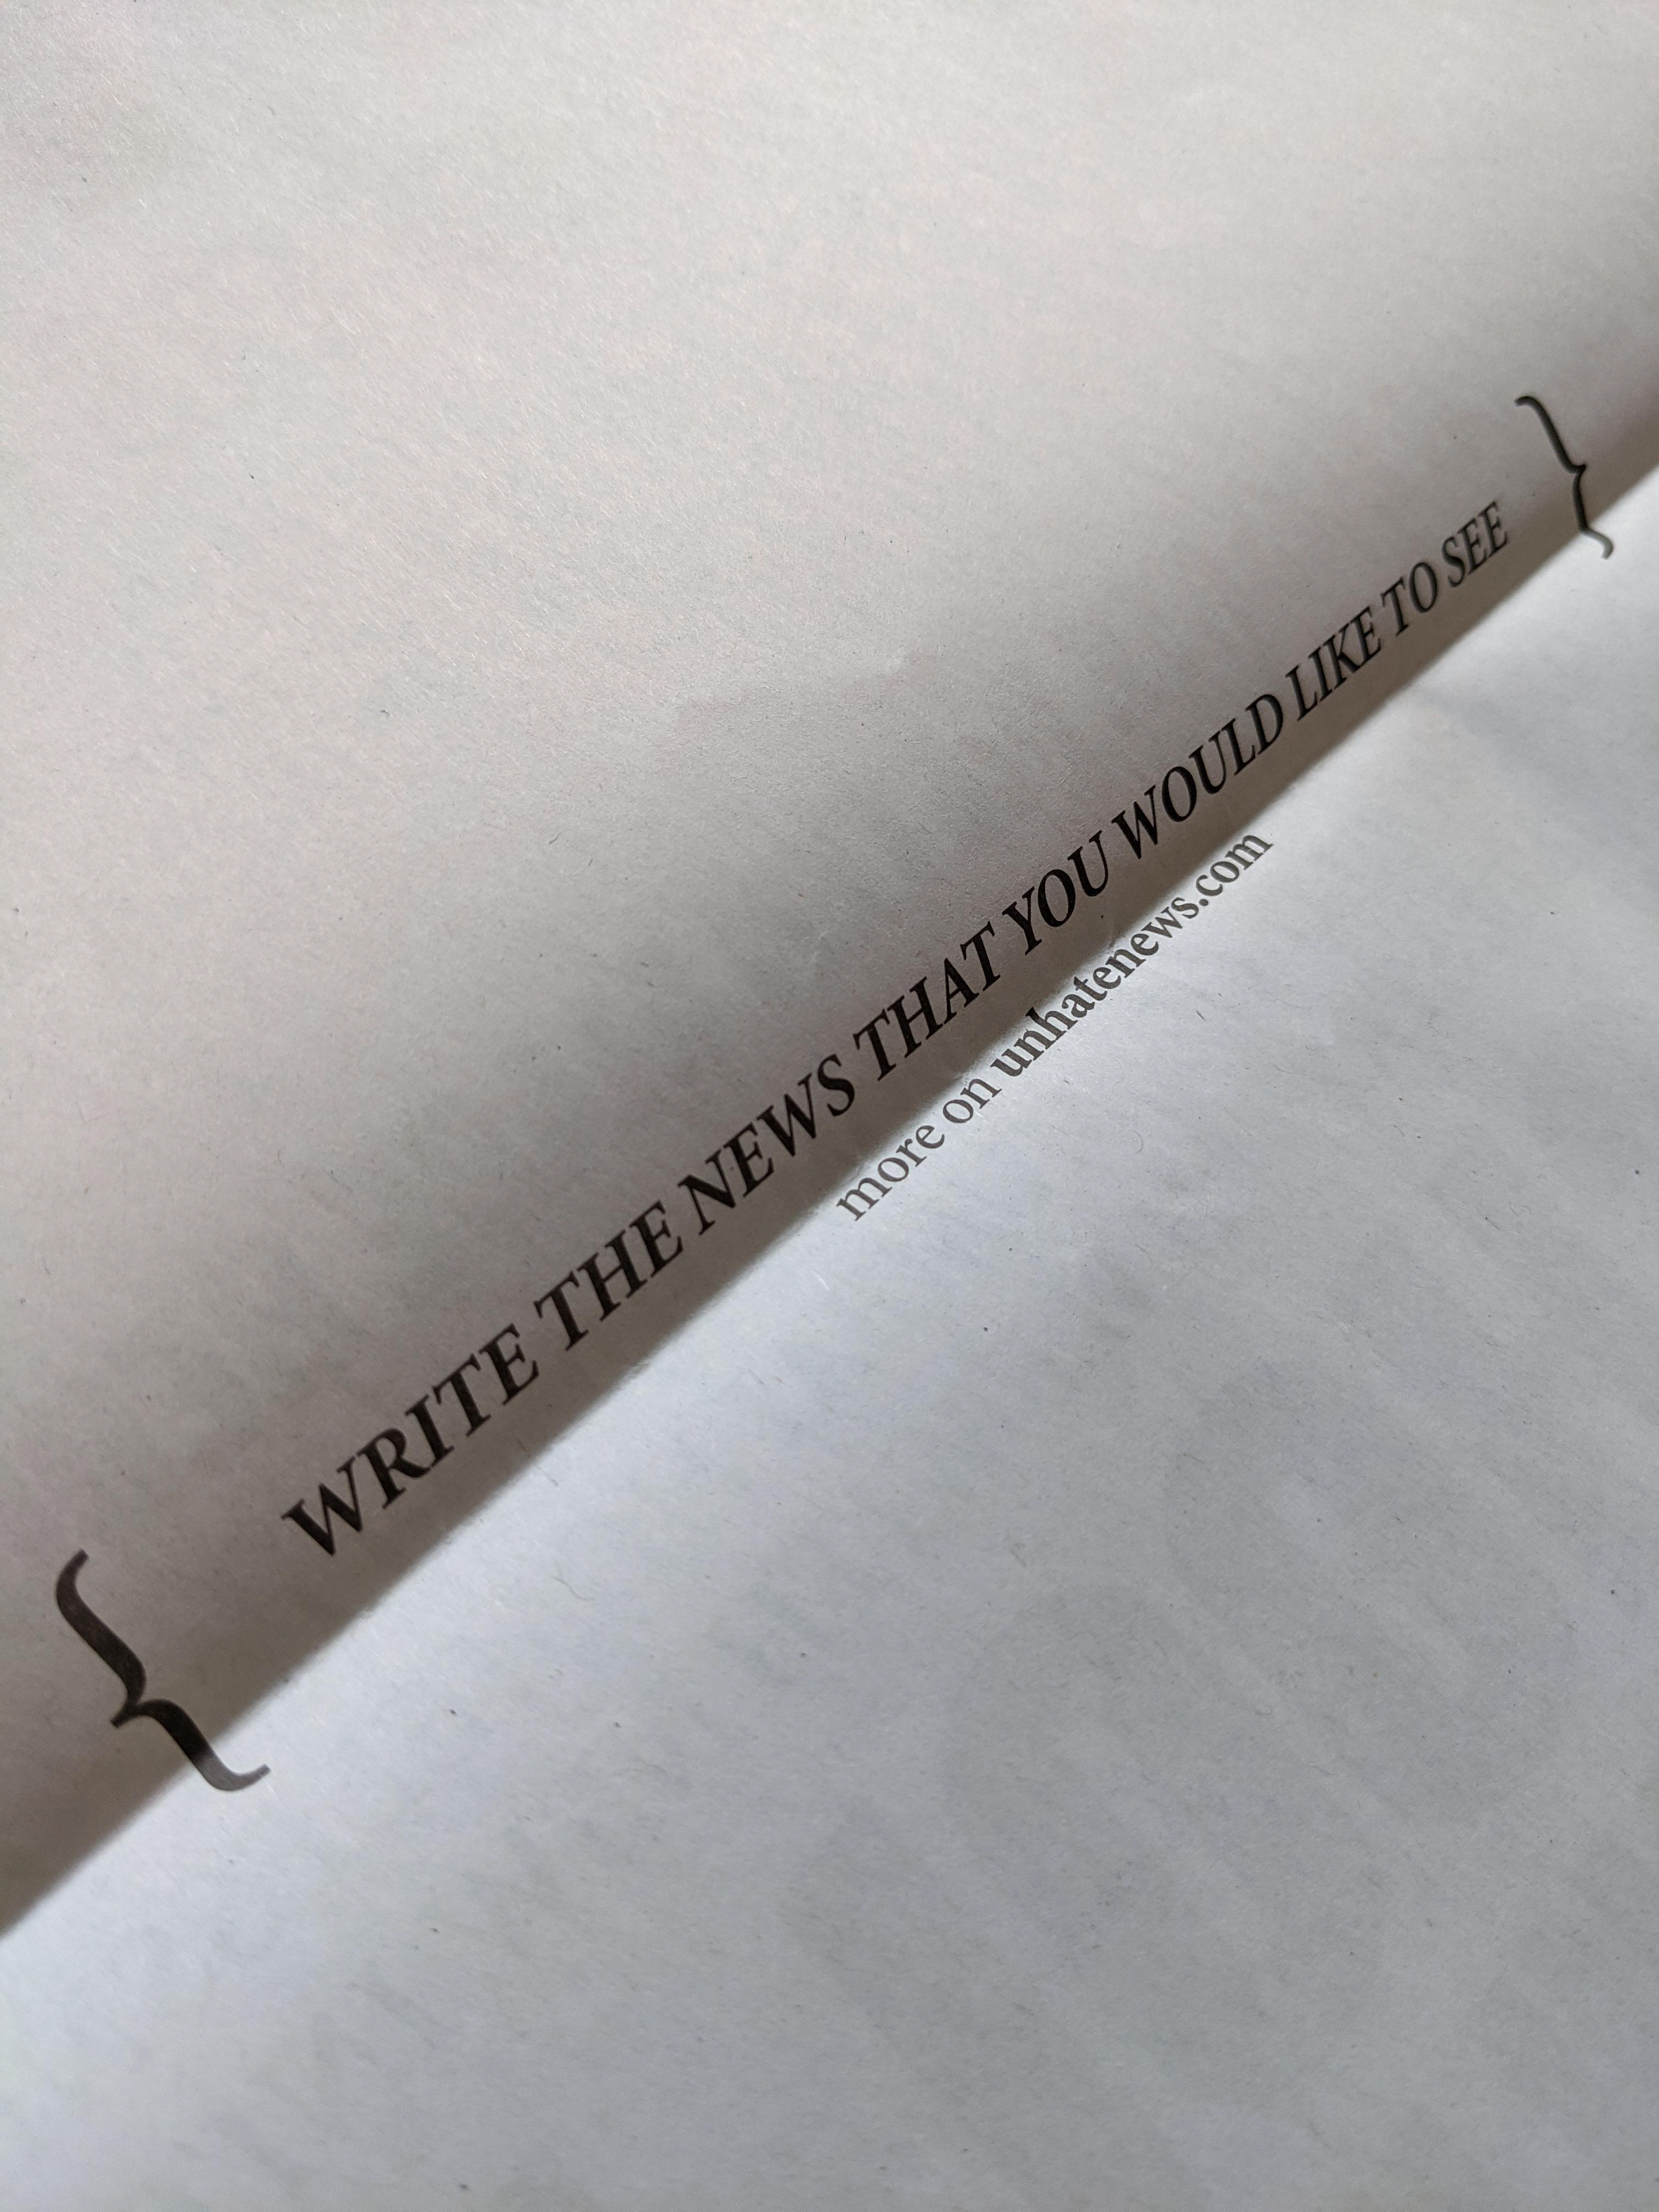 { WRITE THE NEWS THAT YOU WOULD LIKE TO SEE }
more on unhatenews.com